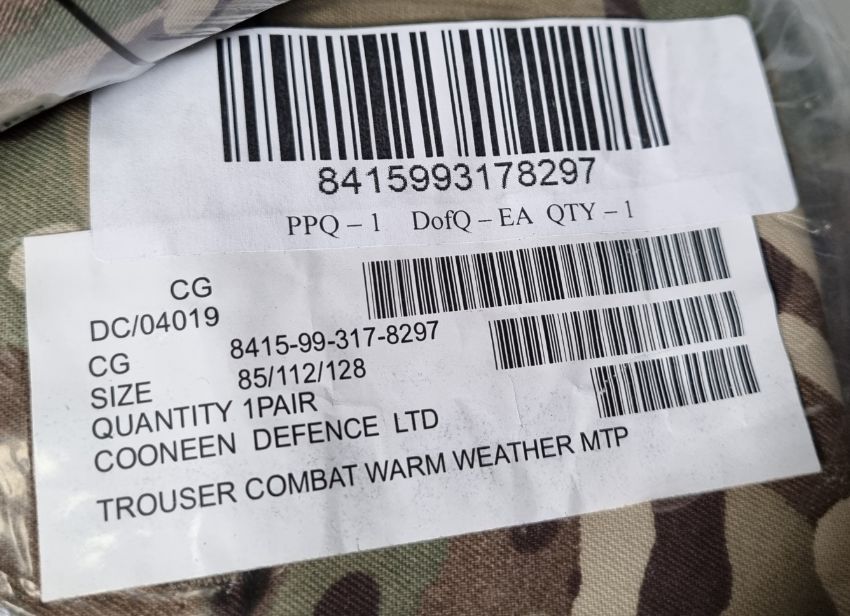 8415993178297
PPQ – 1 DofQ – EA QTY – 1
CG
DC/04019
CG 8415-99-317-8297
SIZE 85/112/128
QUANTITY 1PAIR
COONEEN DEFENCE LTD
TROUSER COMBAT WARM WEATHER MTP